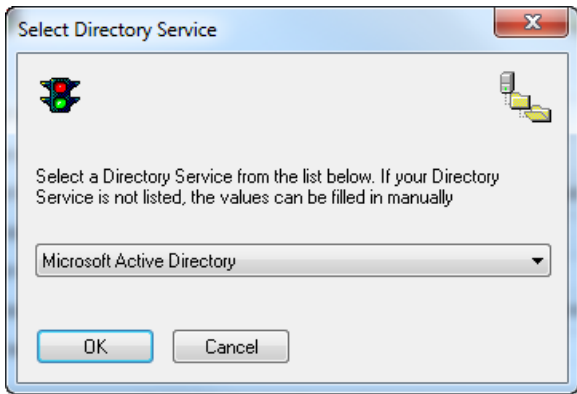 Select Directory Service
Select a Directory Service from the list below. If your Directory
Service is not listed, the values can be filled in manually
Microsoft Active Directory
OK
Cancel